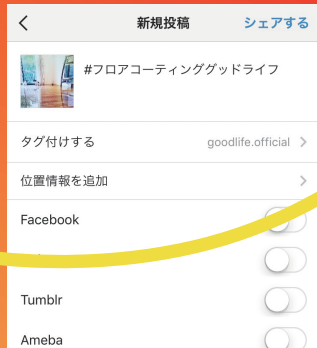 新規投稿
シェアする
#フロアコーティンググッドライフ
タグ付けする
goodlife.official
位置情報を追加
Facebook
Tumblr
Ameba